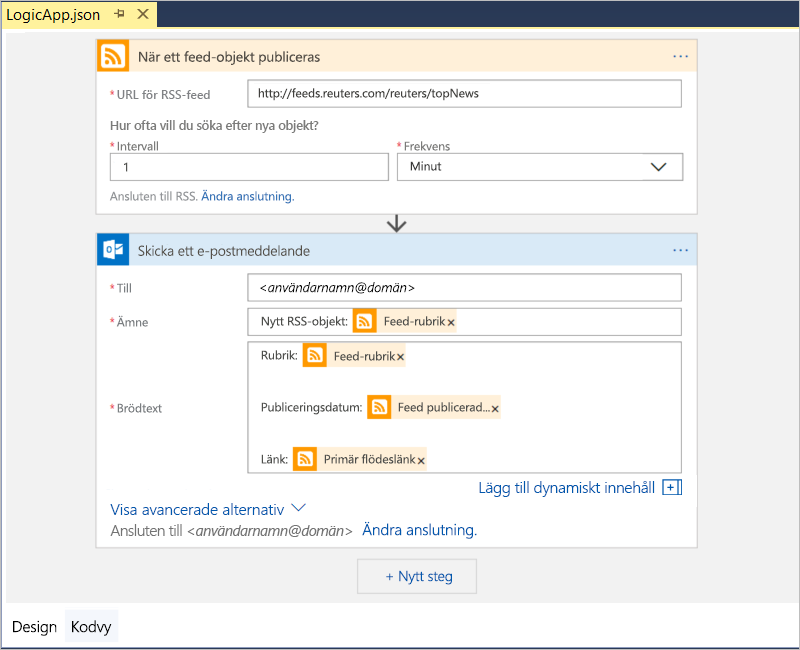 LogicApp.json
När ett feed-objekt publiceras
* URL för RSS-feed
http://feeds.reuters.com/reuters/topNews
Hur ofta vill du söka efter nya objekt?
* Intervall
* Frekvens
1
Minut
Ansluten till RSS. Ändra anslutning.
Skicka ett e-postmeddelande
* Till
<användarnamn@domän>
* Ämne
Nytt RSS-objekt: Feed-rubrik x
Rubrik: Feed-rubrik x
* Brödtext
Publiceringsdatum: Feed publicerad... x
Länk: Primär flödeslänk x
Lägg till dynamiskt innehåll
Visa avancerade alternativ
Ansluten till <användarnamn@domän> Ändra anslutning.
+ Nytt steg
Design Kodvy